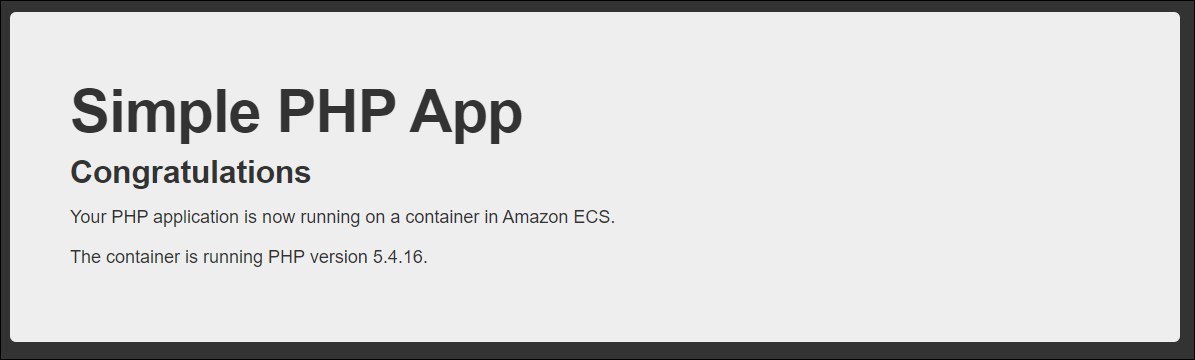 Simple PHP App
Congratulations
Your PHP application is now running on a container in Amazon ECS.
The container is running PHP version 5.4.16.